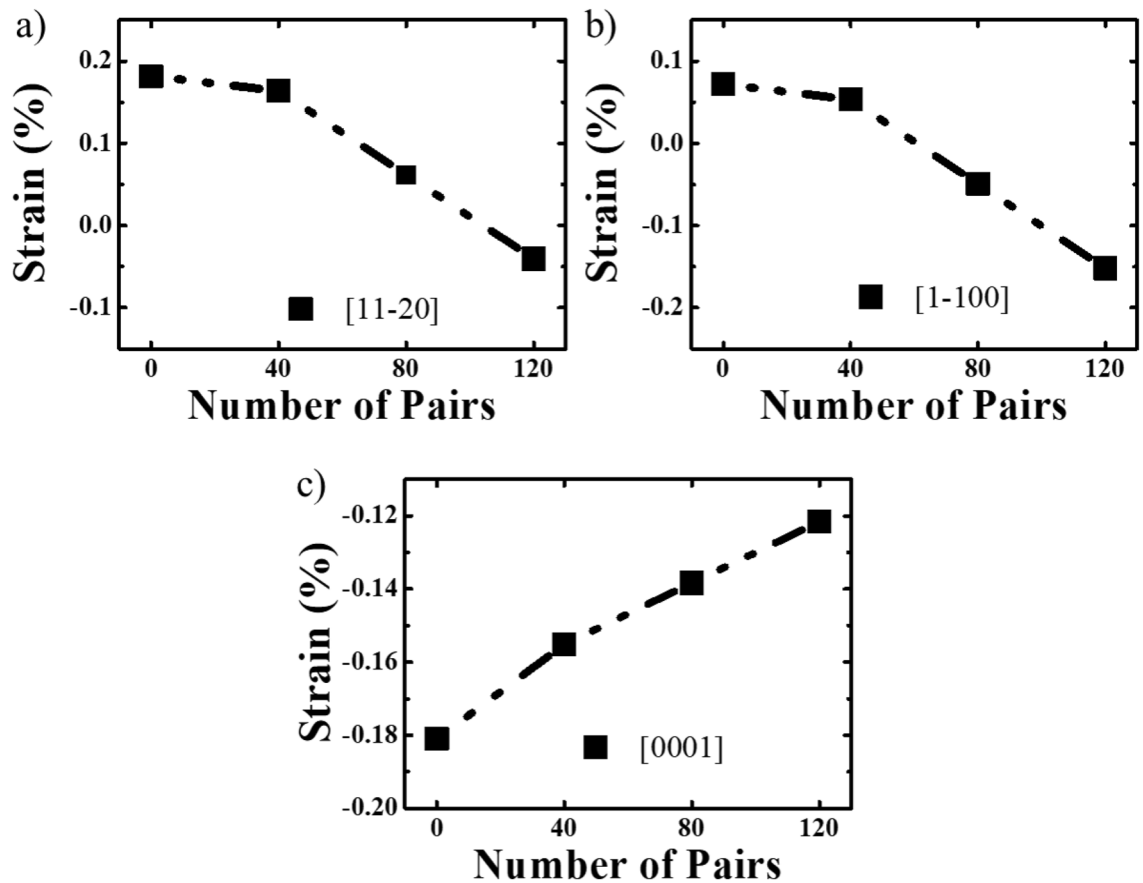 a)
Strain (%)
0.2
0.1
0.0
-0.1
[11-20]
0 40 80 120
Number of Pairs
b)
Strain (%)
0.1
0.0
-0.1
-0.2
[1-100]
0 40 80 120
Number of Pairs
c)
Strain (%)
-0.12
-0.14
-0.16
-0.18
-0.20
[0001]
0 40 80 120
Number of Pairs